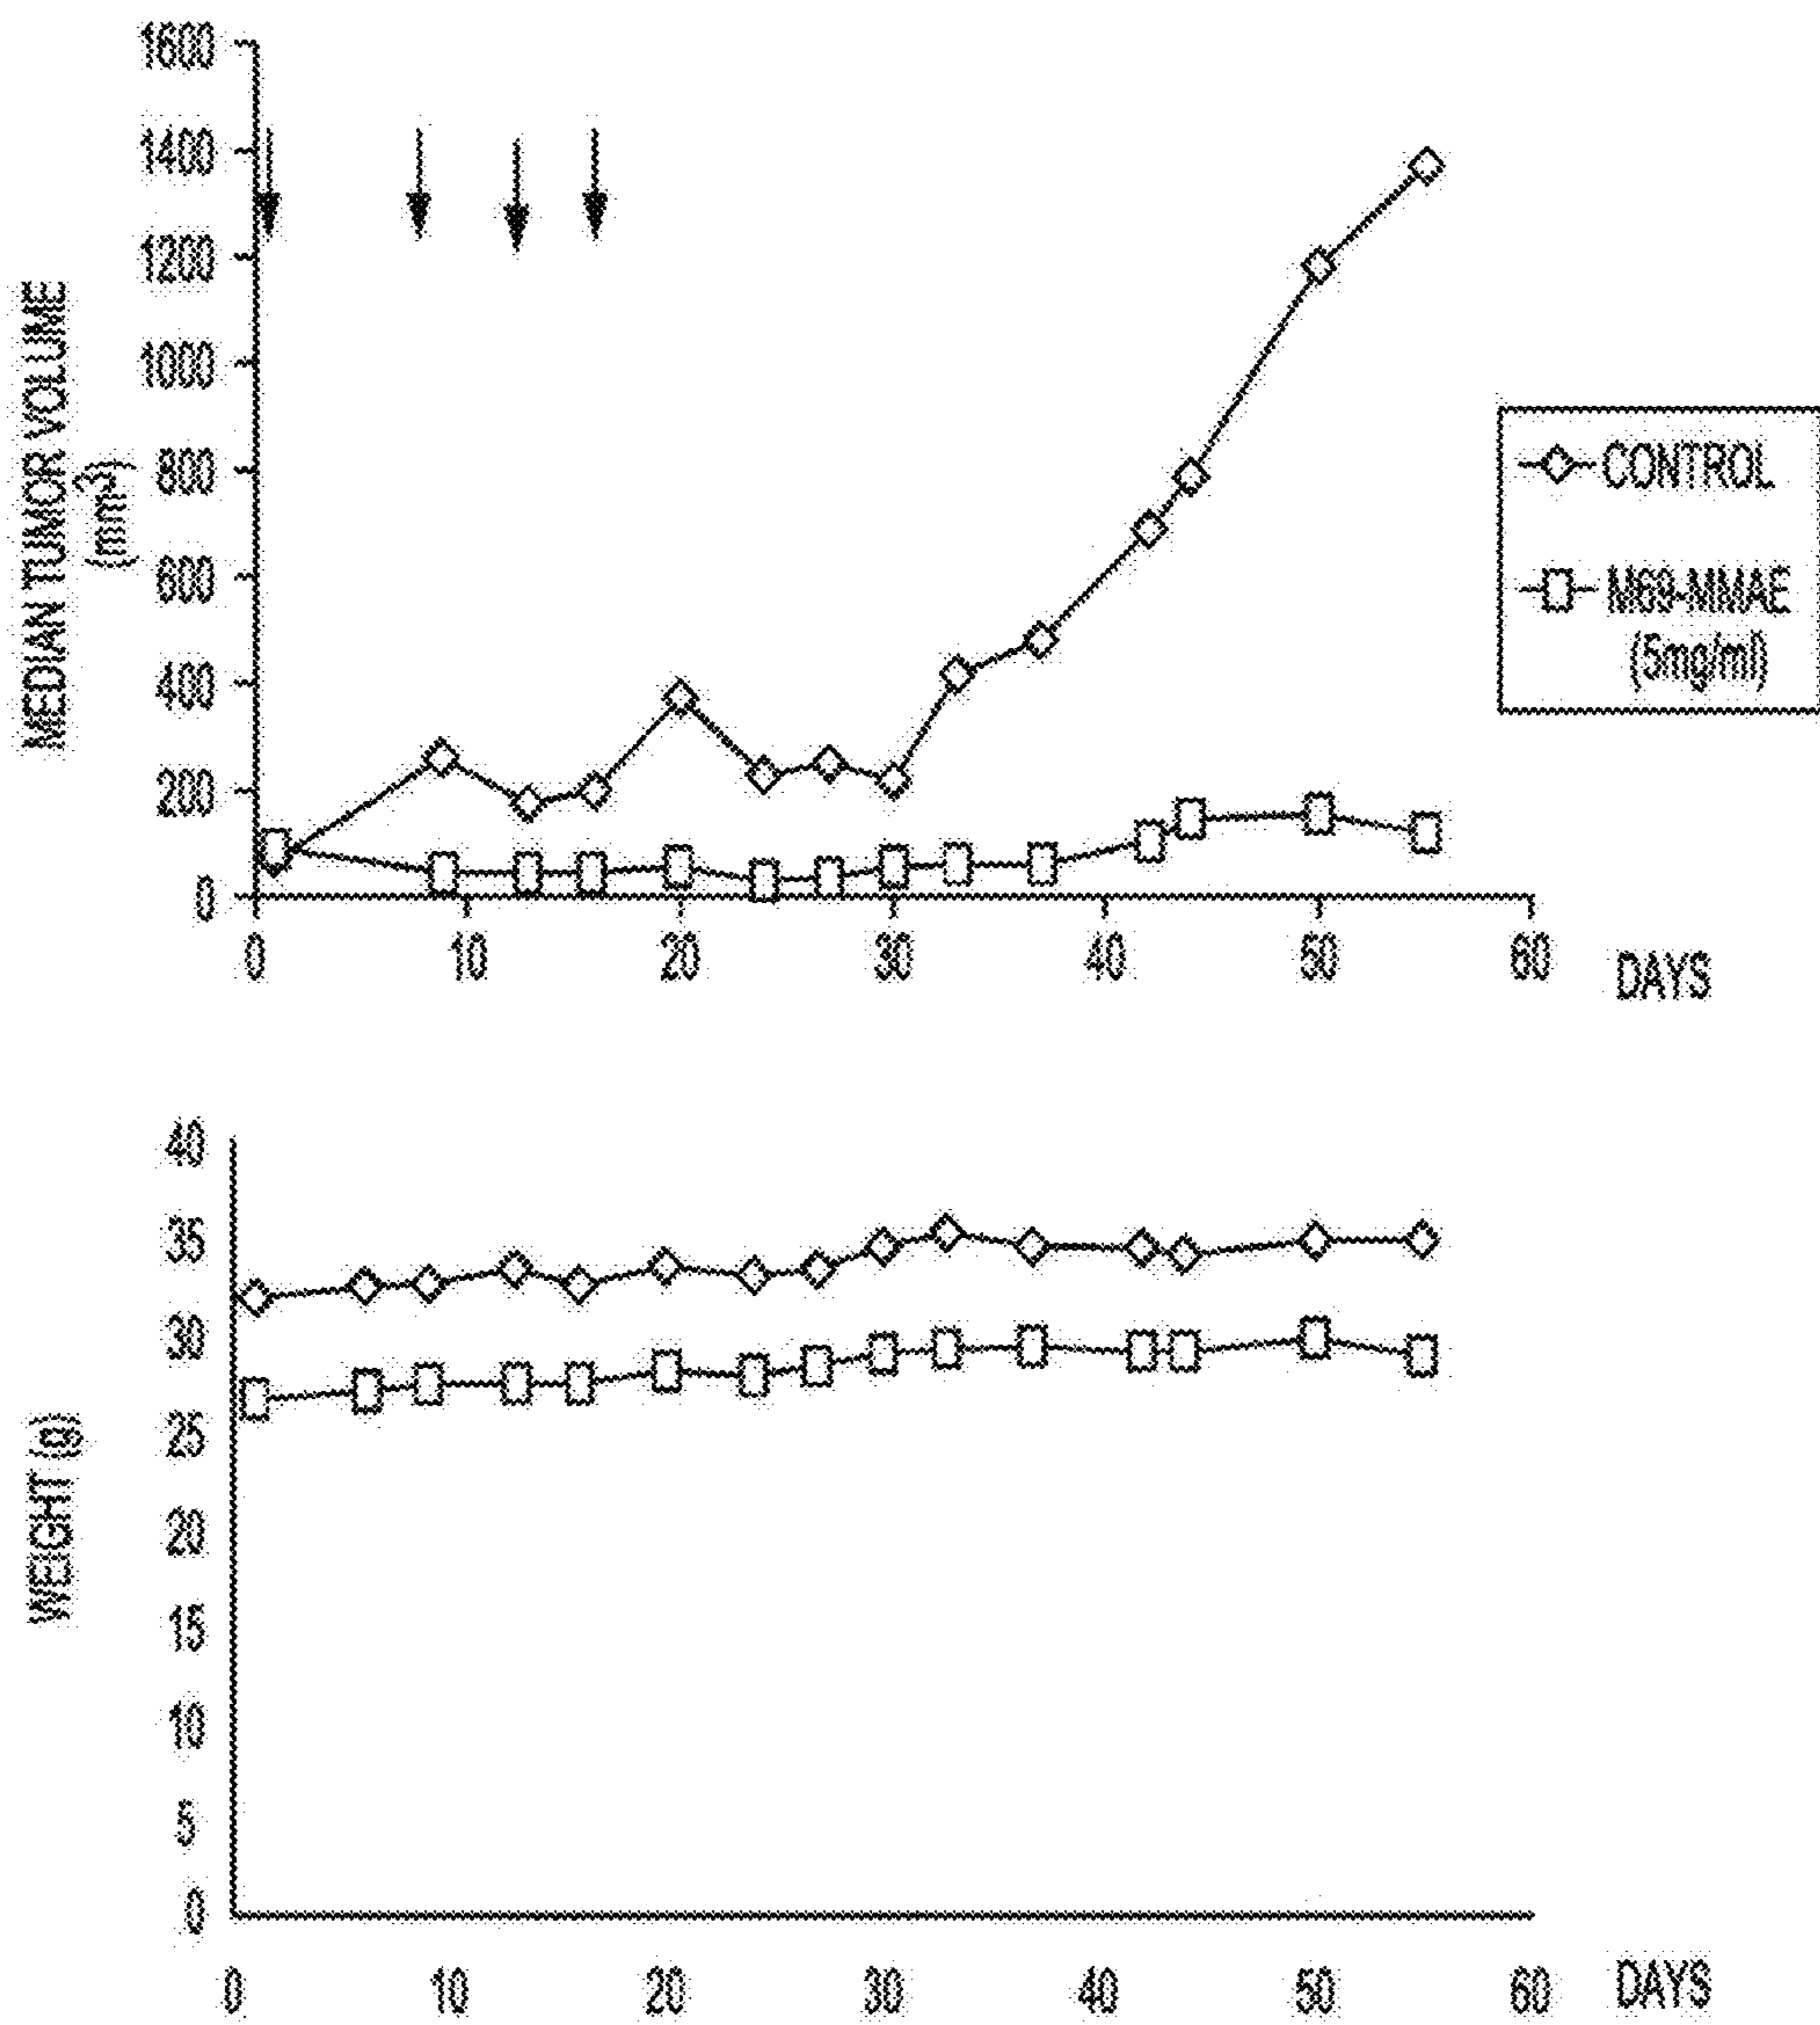 1600
1400
1200
1000
800
600
400
200
0
MEDIAN TUMOR VOLUME
(mm³)
0 10 20 30 40 50 60 DAYS
CONTROL
M69-MMAE
(5mg/ml)
40
35
30
25
20
15
10
5
0
WEIGHT (g)
0 10 20 30 40 50 60 DAYS